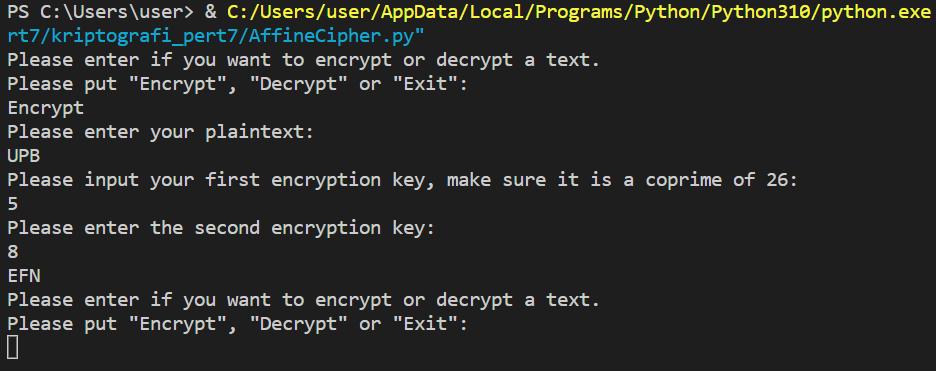 PS C:\Users\user> & C:/Users/user/AppData/Local/Programs/Python/Python310/python.exe
rt7/kriptografi_pert7/AffineCipher.py"
Please enter if you want to encrypt or decrypt a text.
Please put "Encrypt", "Decrypt" or "Exit":
Encrypt
Please enter your plaintext:
UPB
Please input your first encryption key, make sure it is a coprime of 26:
5
Please enter the second encryption key:
8
EFN
Please enter if you want to encrypt or decrypt a text.
Please put "Encrypt", "Decrypt" or "Exit":